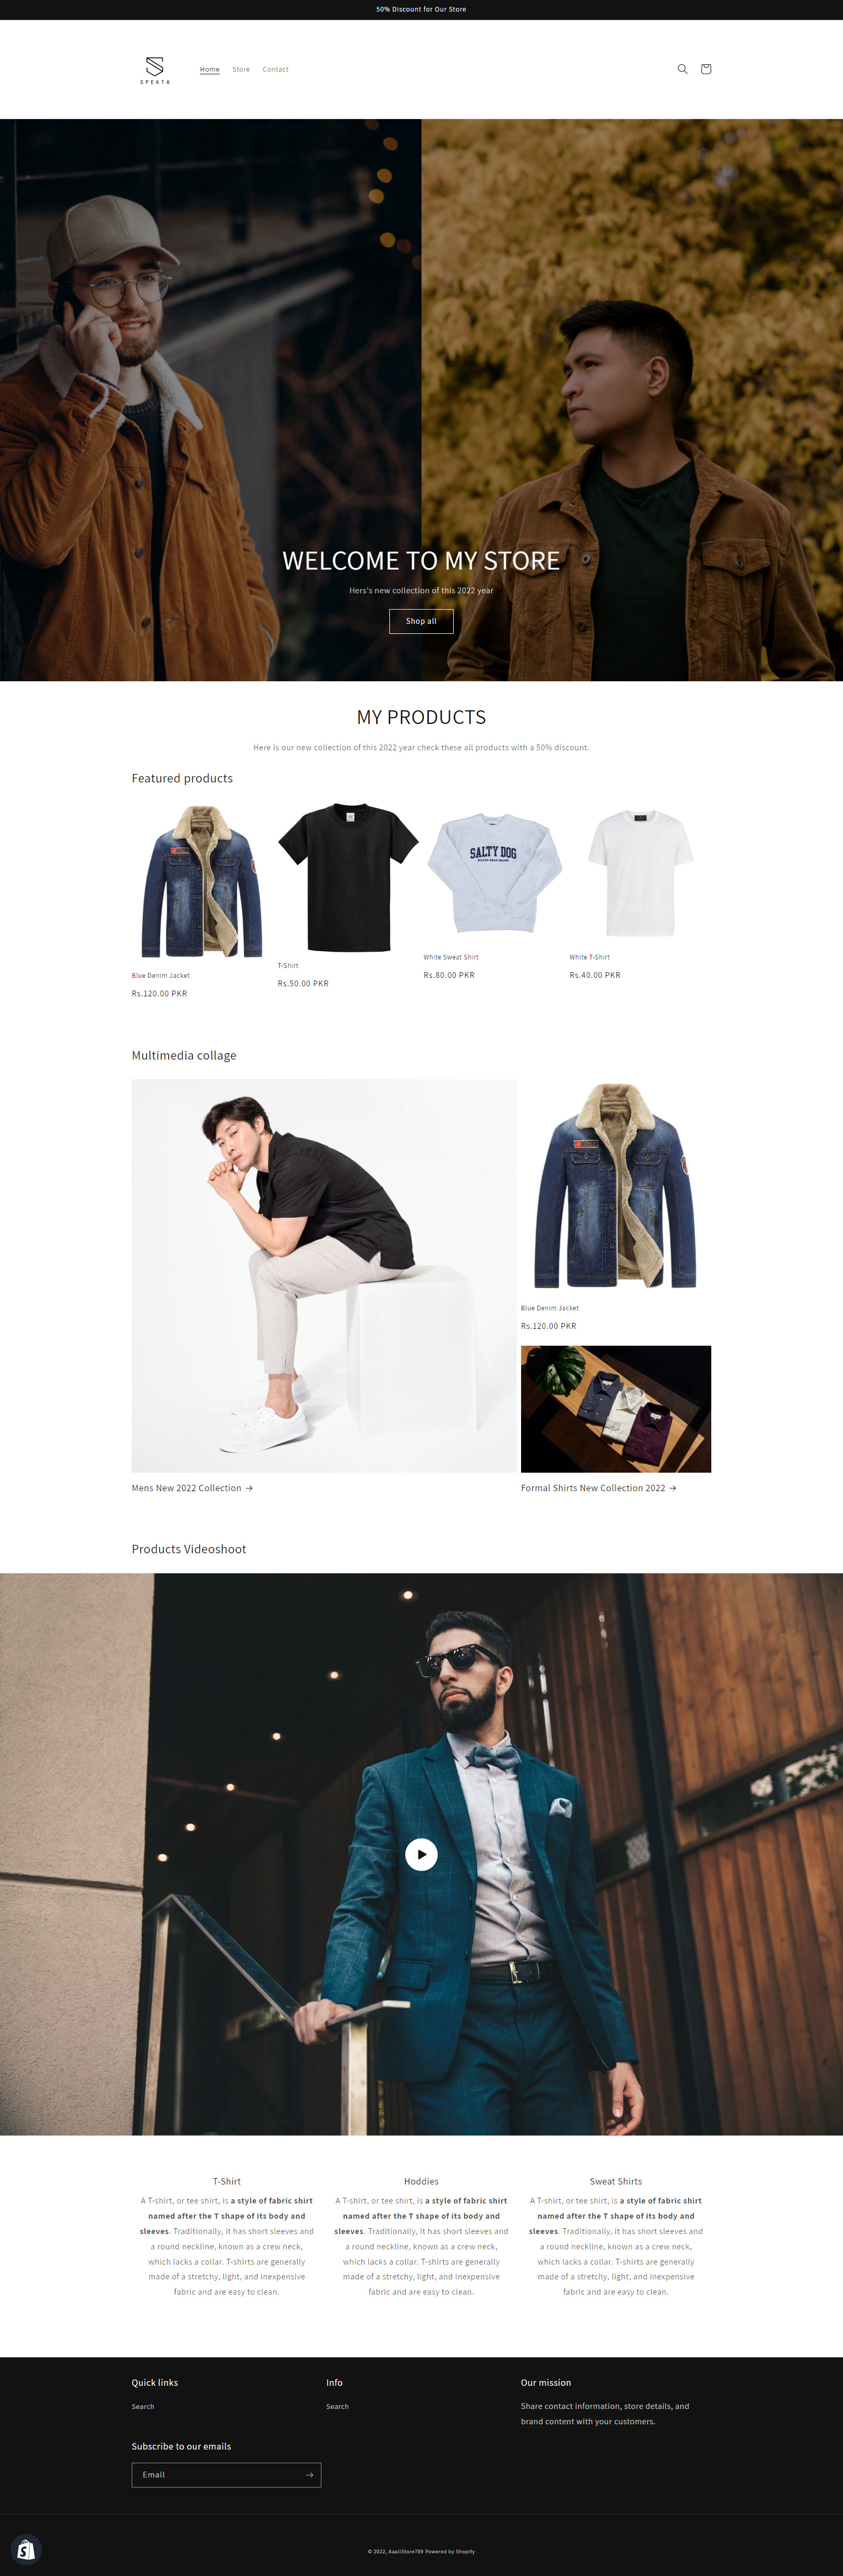 50% Discount for Our Store
SPEKTA
Home Store Contact
WELCOME TO MY STORE
Hers's new collection of this 2022 year
Shop all
MY PRODUCTS
Here is our new collection of this 2022 year check these all products with a 50% discount.
Featured products
SALTY DOG
Blue Denim Jacket
Rs.120.00 PKR
T-Shirt
Rs.50.00 PKR
White Sweat Shirt
Rs.80.00 PKR
White T-Shirt
Rs.40.00 PKR
Multimedia collage
Blue Denim Jacket
Rs.120.00 PKR
Mens New 2022 Collection →
Formal Shirts New Collection 2022 →
Products Videoshoot
T-Shirt
A T-shirt, or tee shirt, is a style of fabric shirt
named after the T shape of its body and
sleeves. Traditionally, it has short sleeves and
a round neckline, known as a crew neck,
which lacks a collar. T-shirts are generally
made of a stretchy, light, and inexpensive
fabric and are easy to clean.
Hoddies
A T-shirt, or tee shirt, is a style of fabric shirt
named after the T shape of its body and
sleeves. Traditionally, it has short sleeves and
a round neckline, known as a crew neck,
which lacks a collar. T-shirts are generally
made of a stretchy, light, and inexpensive
fabric and are easy to clean.
Sweat Shirts
A T-shirt, or tee shirt, is a style of fabric shirt
named after the T shape of its body and
sleeves. Traditionally, it has short sleeves and
a round neckline, known as a crew neck,
which lacks a collar. T-shirts are generally
made of a stretchy, light, and inexpensive
fabric and are easy to clean.
Quick links
Search
Info
Search
Our mission
Share contact information, store details, and
brand content with your customers.
Subscribe to our emails
Email
© 2022, AaaliStore789 Powered by Shopify